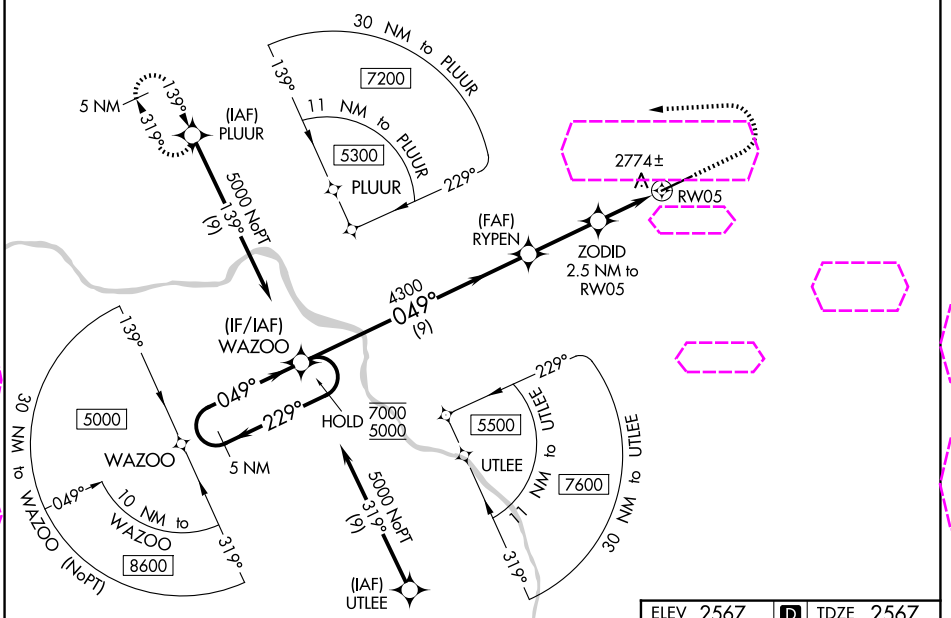 30 NM to PLUUR
139°
7200
11 NM to PLUUR
5300
PLUUR
229°
139°
5 NM
319°
(IAF)
PLUUR
5000 NoPT
139°
(9)
2774±
RW05
(FAF)
RYPEN
ZODID
2.5 NM to
RW05
4300
049°
(9)
(IF/IAF)
WAZOO
049°
229°
HOLD
7000
5000
5 NM
139°
5000
WAZOO
30 NM to WAZOO (NoPT)
049°
10 NM to
WAZOO
319°
8600
229°
5500
UTLEE
11 NM to UTLEE
7600
30 NM to UTLEE
319°
5000 NoPT
319°
(9)
(IAF)
UTLEE
ELEV 2567 D TDZE 2567